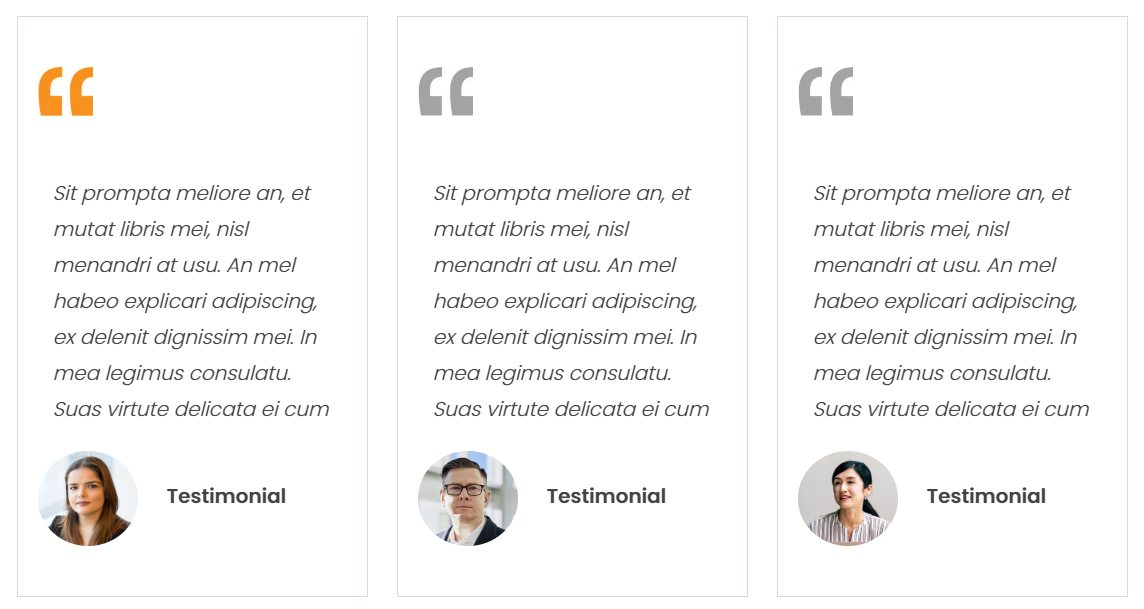 “
Sit prompta meliore an, et
mutat libris mei, nisl
menandri at usu. An mel
habeo explicari adipiscing,
ex delenit dignissim mei. In
mea legimus consulatu.
Suas virtute delicata ei cum
Testimonial
“
Sit prompta meliore an, et
mutat libris mei, nisl
menandri at usu. An mel
habeo explicari adipiscing,
ex delenit dignissim mei. In
mea legimus consulatu.
Suas virtute delicata ei cum
Testimonial
“
Sit prompta meliore an, et
mutat libris mei, nisl
menandri at usu. An mel
habeo explicari adipiscing,
ex delenit dignissim mei. In
mea legimus consulatu.
Suas virtute delicata ei cum
Testimonial